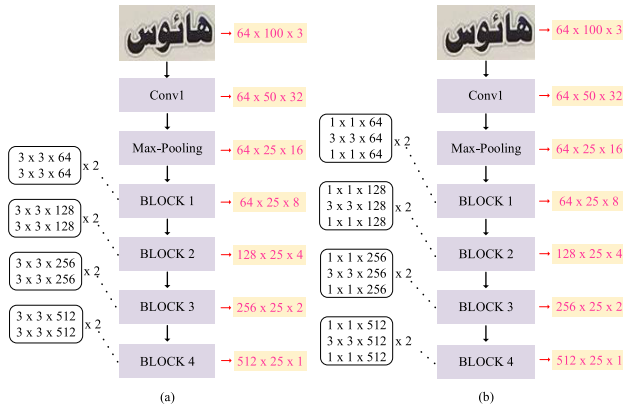 هائوس
64 x 100 x 3
Conv1
64 x 50 x 32
Max-Pooling
64 x 25 x 16
3 x 3 x 64
3 x 3 x 64
x 2
BLOCK 1
64 x 25 x 8
3 x 3 x 128
3 x 3 x 128
x 2
BLOCK 2
128 x 25 x 4
3 x 3 x 256
3 x 3 x 256
x 2
BLOCK 3
256 x 25 x 2
3 x 3 x 512
3 x 3 x 512
x 2
BLOCK 4
512 x 25 x 1
(a)
هائوس
64 x 100 x 3
Conv1
64 x 50 x 32
1 x 1 x 64
3 x 3 x 64
1 x 1 x 64
x 2
Max-Pooling
64 x 25 x 16
1 x 1 x 128
3 x 3 x 128
1 x 1 x 128
x 2
BLOCK 1
64 x 25 x 8
1 x 1 x 256
3 x 3 x 256
1 x 1 x 256
x 2
BLOCK 2
128 x 25 x 4
BLOCK 3
256 x 25 x 2
1 x 1 x 512
3 x 3 x 512
1 x 1 x 512
x 2
BLOCK 4
512 x 25 x 1
(b)